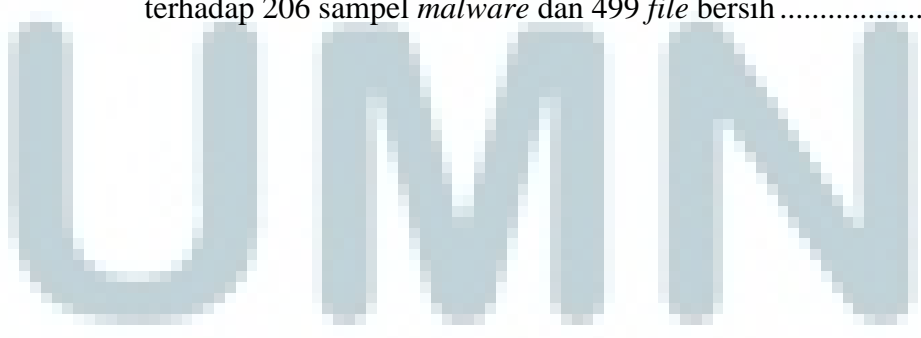 terhadap 206 sampel malware dan 499 file bersih ..................
UMN